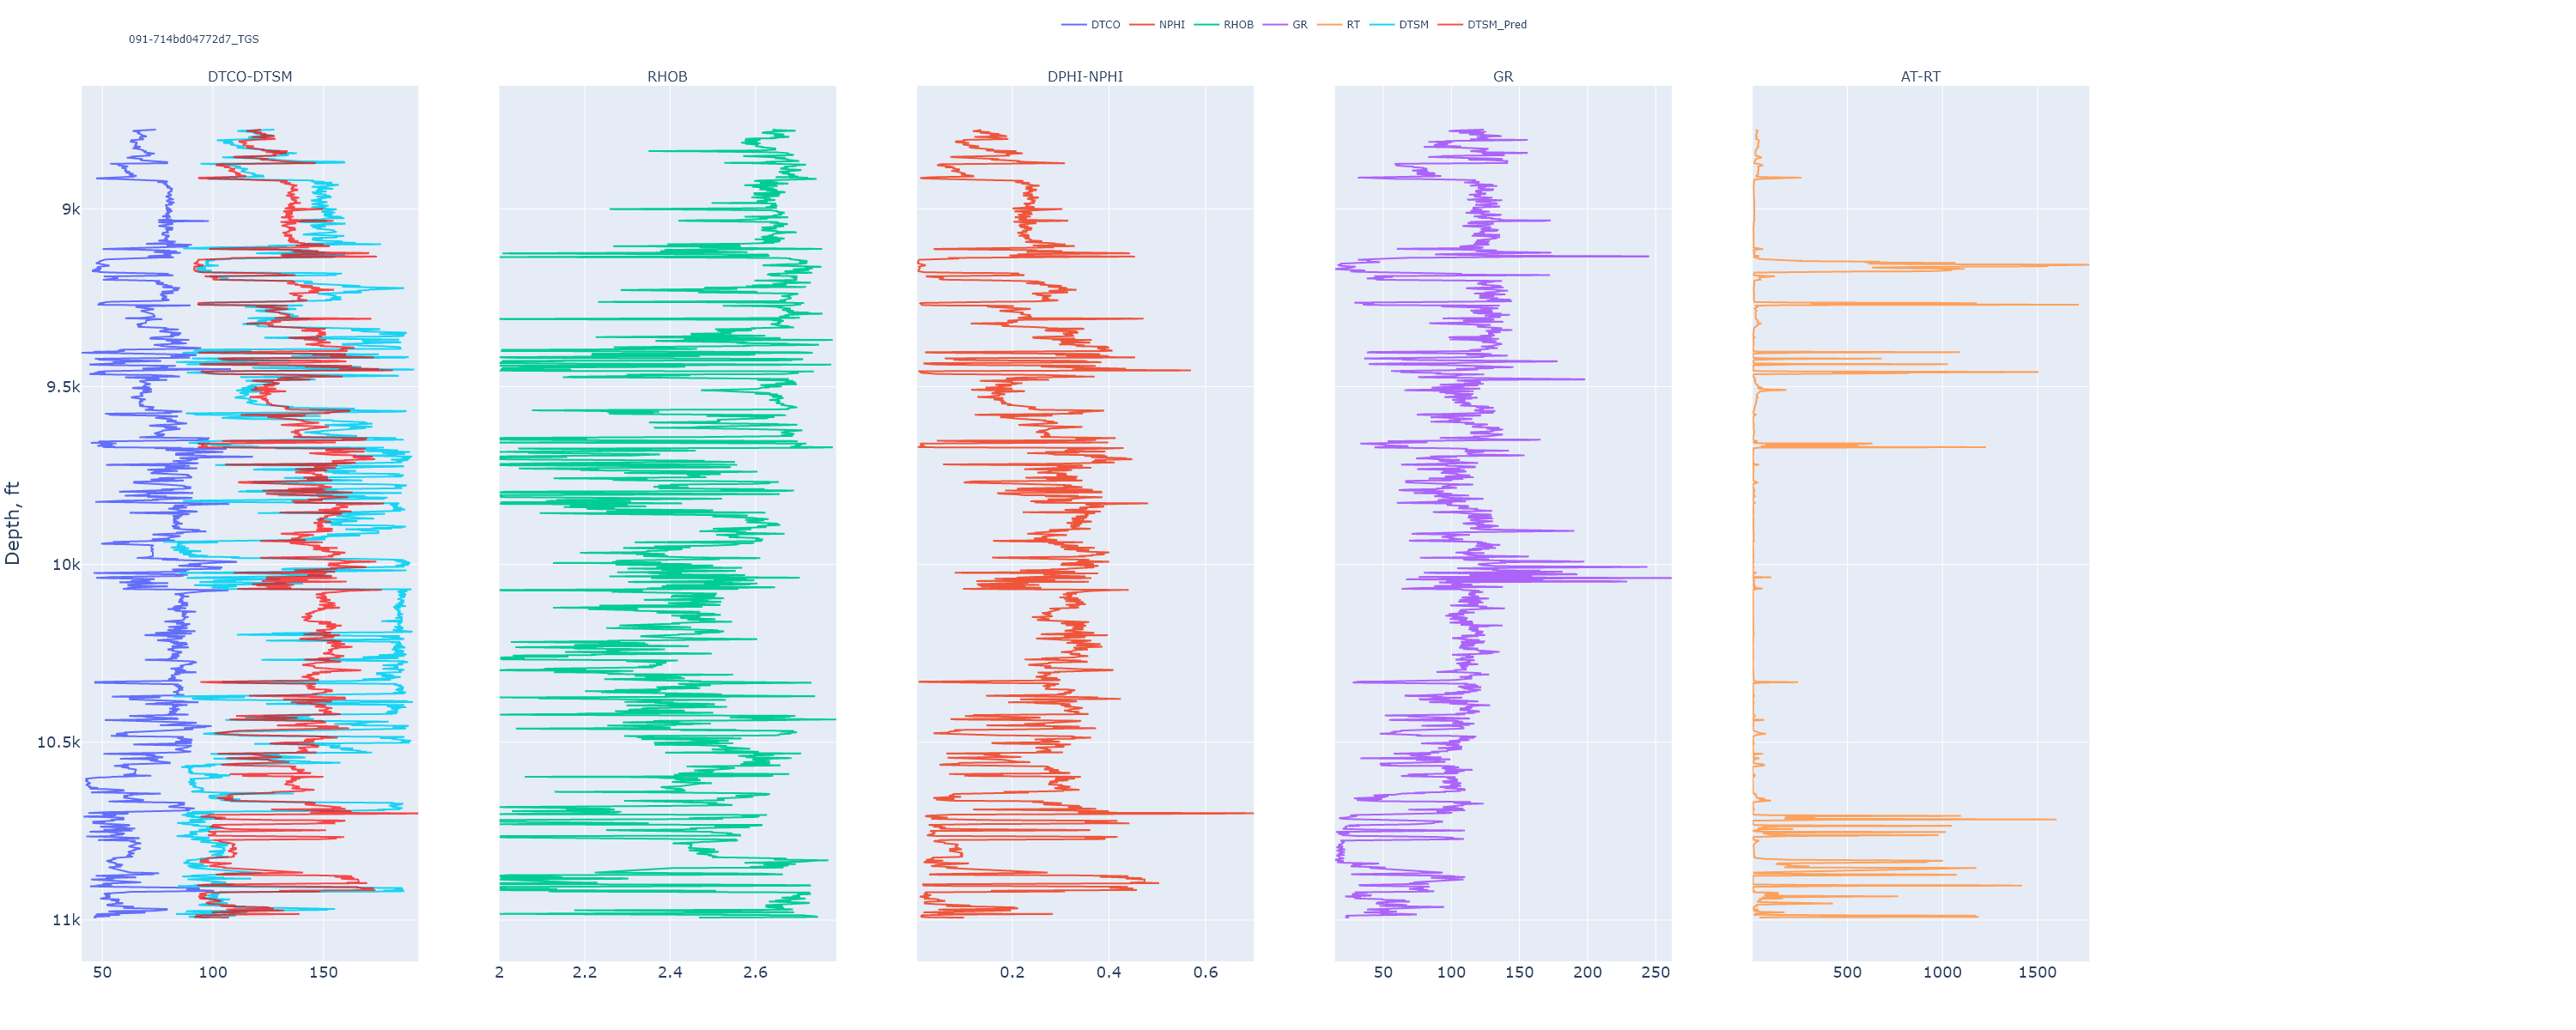 DTCO NPHI RHOB GR RT DTSM DTSM_Pred
091-714bd04772d7_TGS
DTCO-DTSM RHOB DPHI-NPHI GR AT-RT
9k
9.5k
Depth, ft
10k
10.5k
11k
50 100 150 2 2.2 2.4 2.6 0.2 0.4 0.6 50 100 150 200 250 500 1000 1500